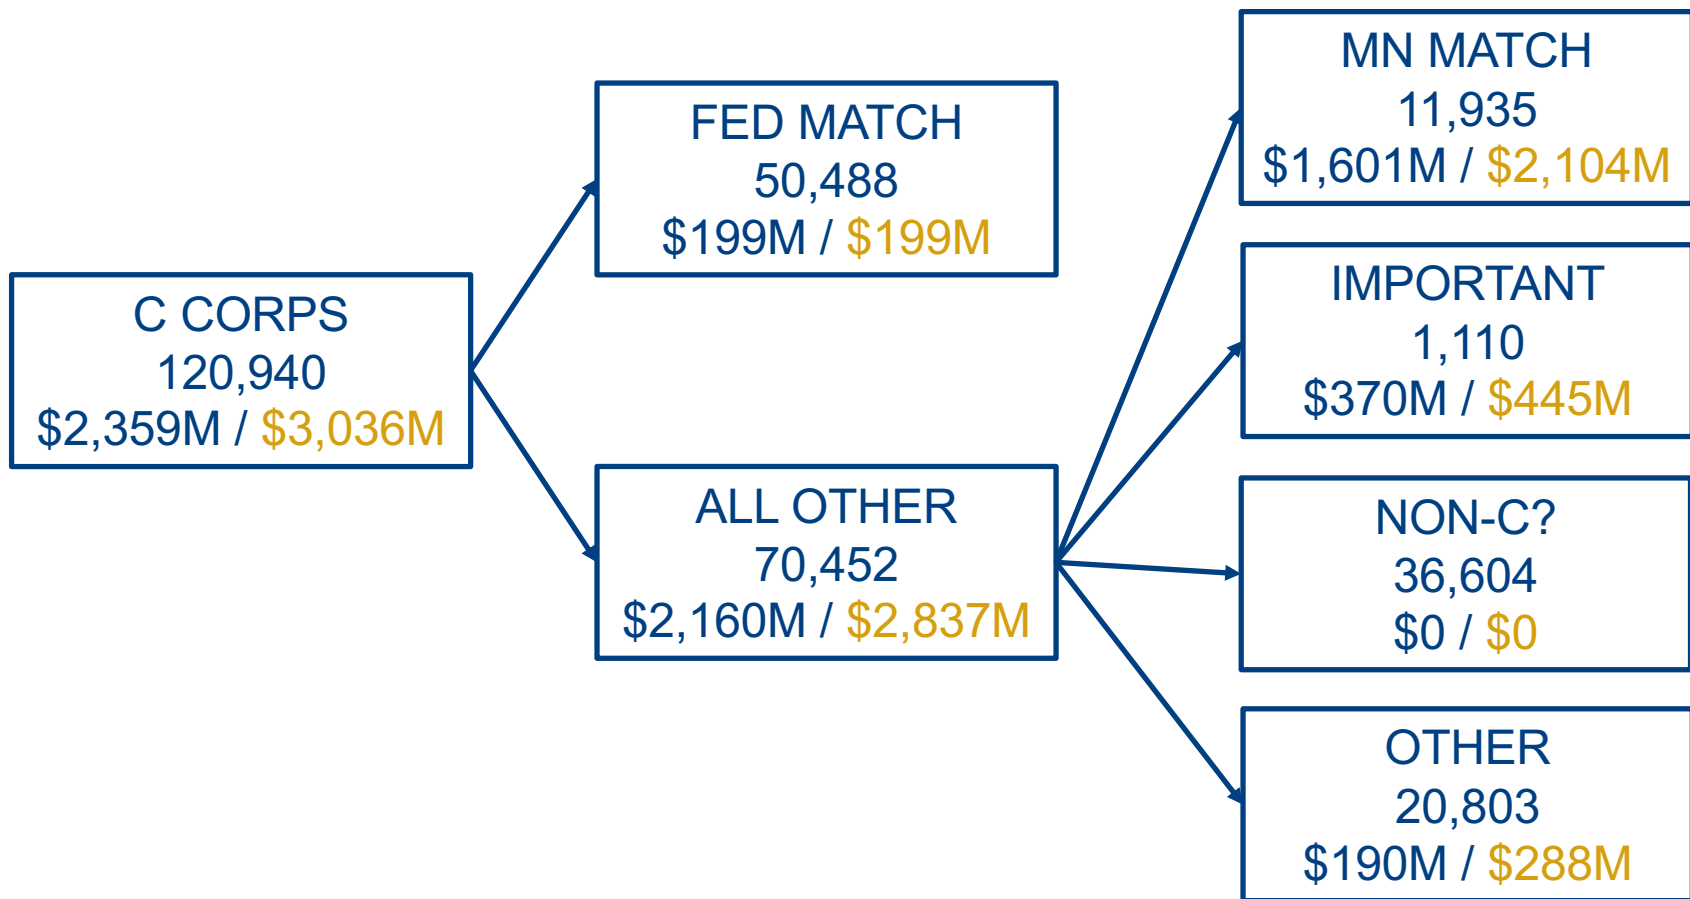 C CORPS
120,940
$2,359M / $3,036M
FED MATCH
50,488
$199M / $199M
ALL OTHER
70,452
$2,160M / $2,837M
MN MATCH
11,935
$1,601M / $2,104M
IMPORTANT
1,110
$370M / $445M
NON-C?
36,604
$0 / $0
OTHER
20,803
$190M / $288M